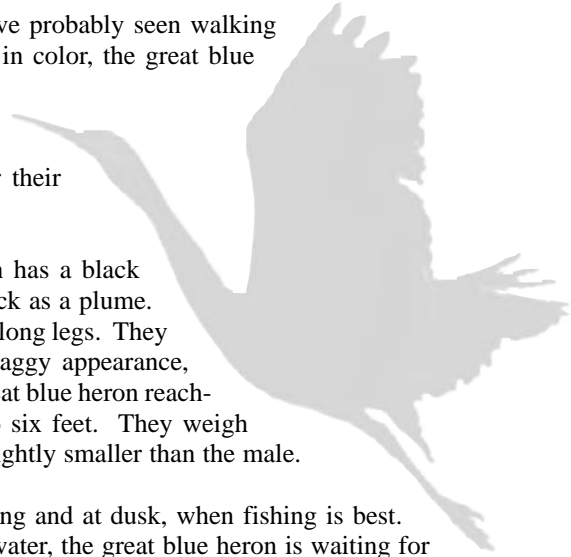 ve probably seen walking
in color, the great blue
their
has a black
ck as a plume.
long legs. They
aggy appearance,
at blue heron reach-
six feet. They weigh
ghtly smaller than the male.
ng and at dusk, when fishing is best.
vater, the great blue heron is waiting for